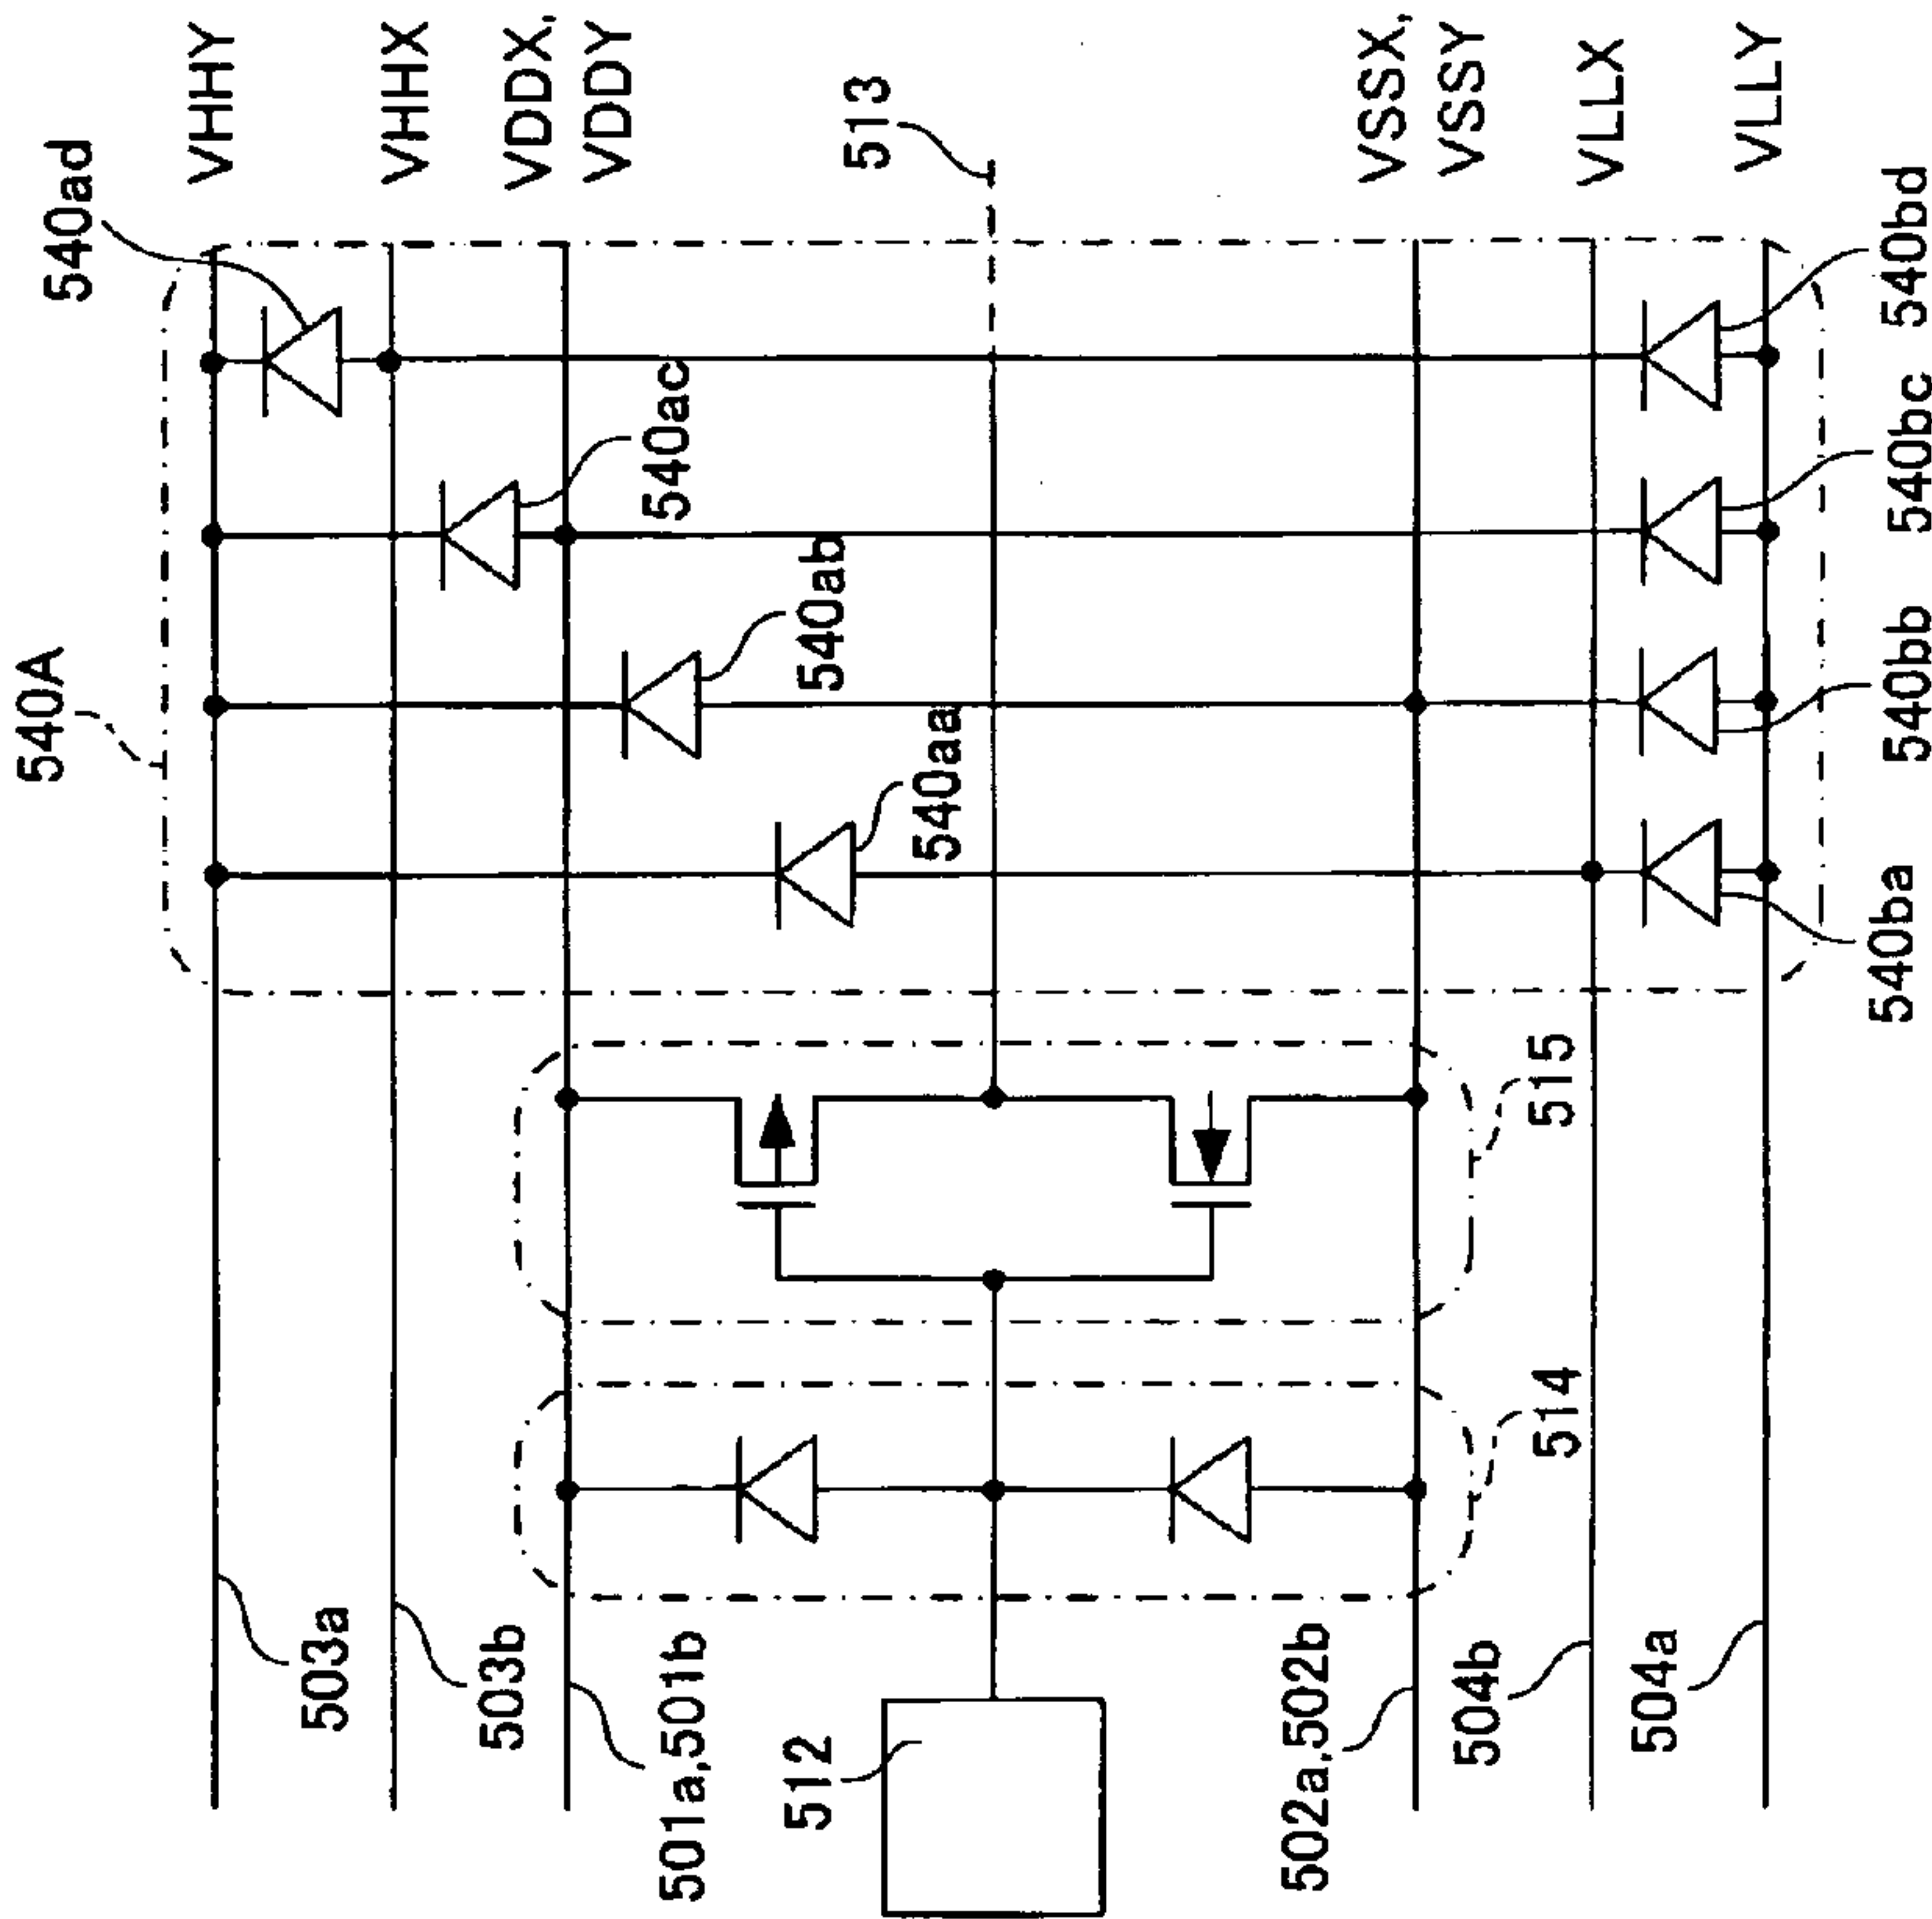 540A
540ad
VHHY
VHHX
VDDX,
VDDY
513
VSSX,
VSSY
VLLX
VLLY
540ac
540ab
540aa
540bd
540bc
540bb
540ba
515
514
503a
503b
501a,501b
512
502a,502b
504b
504a